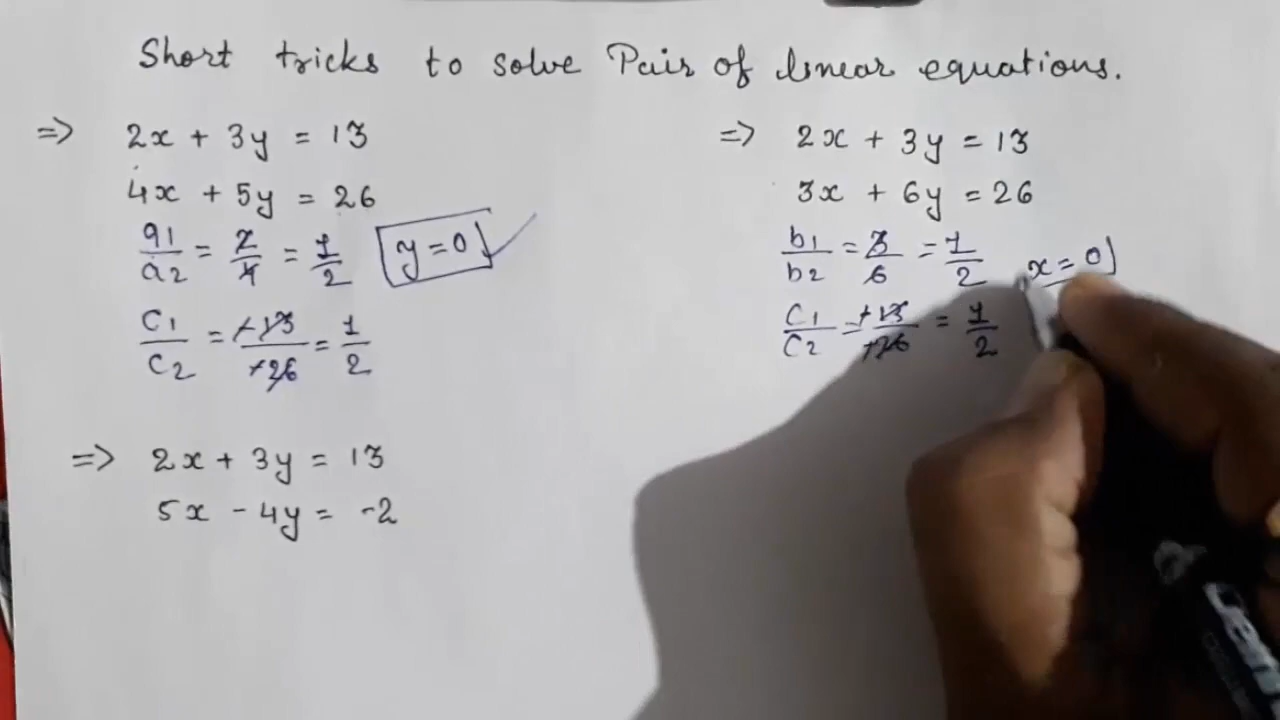 Short tricks to solve Pair of linear equations.
=> 2x + 3y = 13
4x + 5y = 26
a1/a2 = 2/4 = 1/2 y = 0
C1/C2 = +13/+26 = 1/2
=> 2x + 3y = 13
3x + 6y = 26
b1/b2 = 3/6 = 1/2 x = 0
C1/C2 = +13/+26 = 1/2
=> 2x + 3y = 13
5x - 4y = -2